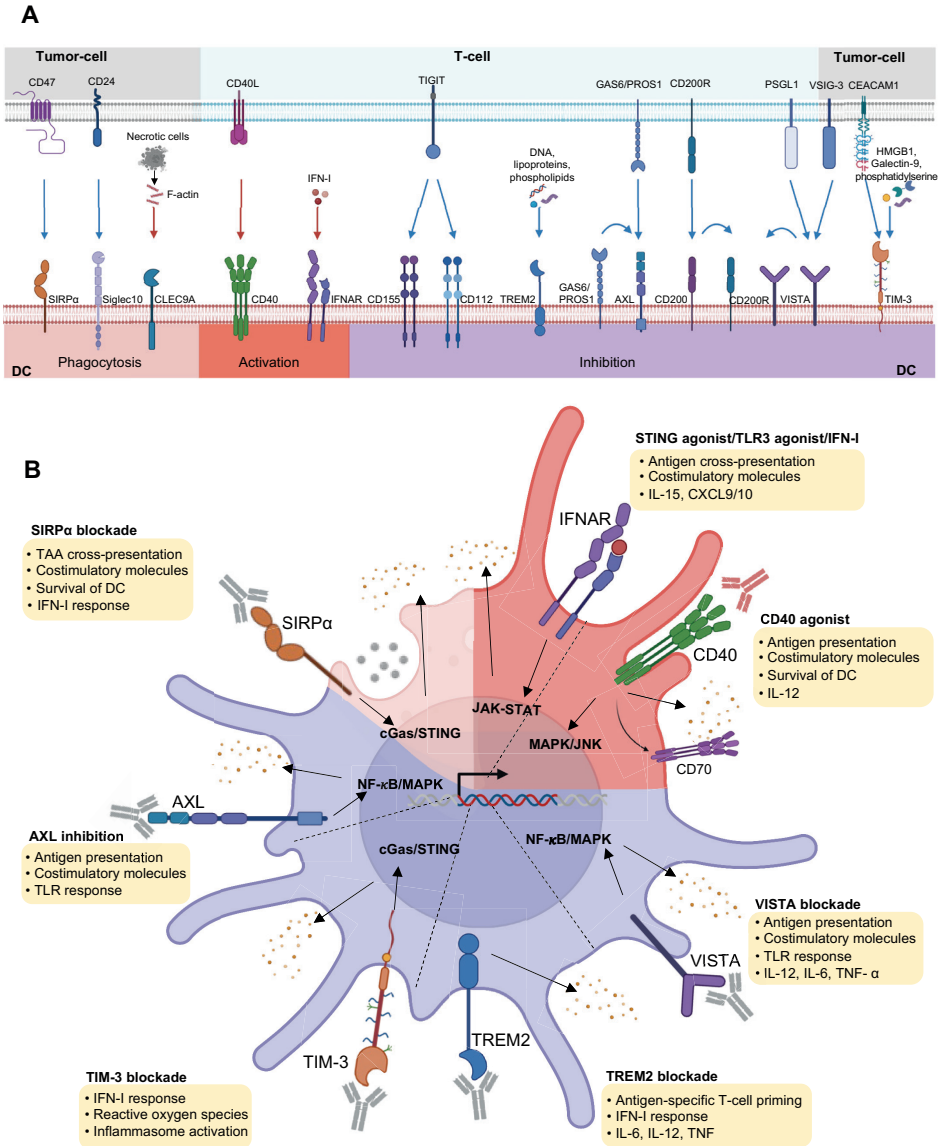 A
Tumor-cell
T-cell
Tumor-cell
CD47
CD24
CD40L
TIGIT
GAS6/PROS1
CD200R
PSGL1
VSIG-3
CEACAM1
Necrotic cells
F-actin
IFN-I
DNA,
lipoproteins,
phospholipids
HMGB1,
Galectin-9,
phosphatidylserine
SIRPα
Siglec10
CLEC9A
CD40
IFNAR
CD155
CD112
TREM2
GAS6/
PROS1
AXL
CD200
CD200R
VISTA
TIM-3
DC
Phagocytosis
Activation
Inhibition
DC
B
STING agonist/TLR3 agonist/IFN-I
• Antigen cross-presentation
• Costimulatory molecules
• IL-15, CXCL9/10
IFNAR
SIRPα blockade
• TAA cross-presentation
• Costimulatory molecules
• Survival of DC
• IFN-I response
SIRPα
CD40 agonist
• Antigen presentation
• Costimulatory molecules
• Survival of DC
• IL-12
CD40
JAK-STAT
cGas/STING
MAPK/JNK
CD70
NF-κB/MAPK
AXL
AXL inhibition
• Antigen presentation
• Costimulatory molecules
• TLR response
cGas/STING
NF-κB/MAPK
VISTA blockade
• Antigen presentation
• Costimulatory molecules
• TLR response
• IL-12, IL-6, TNF- α
VISTA
TIM-3
TREM2
TIM-3 blockade
• IFN-I response
• Reactive oxygen species
• Inflammasome activation
TREM2 blockade
• Antigen-specific T-cell priming
• IFN-I response
• IL-6, IL-12, TNF